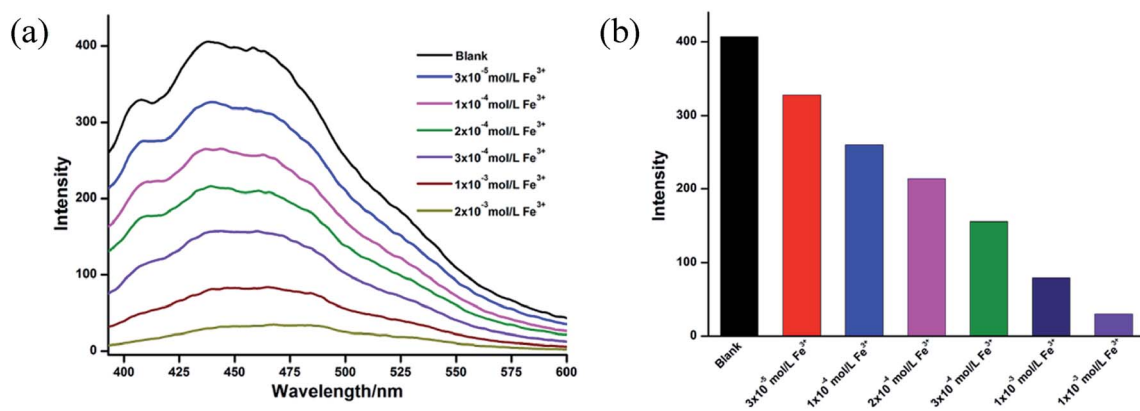 (a)
Intensity
400
300
200
100
0
400 425 450 475 500 525 550 575 600
Wavelength/nm
Blank
3x10⁻⁵mol/L Fe³⁺
1x10⁻⁴mol/L Fe³⁺
2x10⁻⁴mol/L Fe³⁺
3x10⁻⁴mol/L Fe³⁺
1x10⁻³mol/L Fe³⁺
2x10⁻³mol/L Fe³⁺
(b)
Intensity
400
300
200
100
0
Blank
3x10⁻⁵ mol/L Fe³⁺
1x10⁻⁴ mol/L Fe³⁺
2x10⁻⁴ mol/L Fe³⁺
3x10⁻⁴ mol/L Fe³⁺
1x10⁻³ mol/L Fe³⁺
1x10⁻³ mol/L Fe³⁺